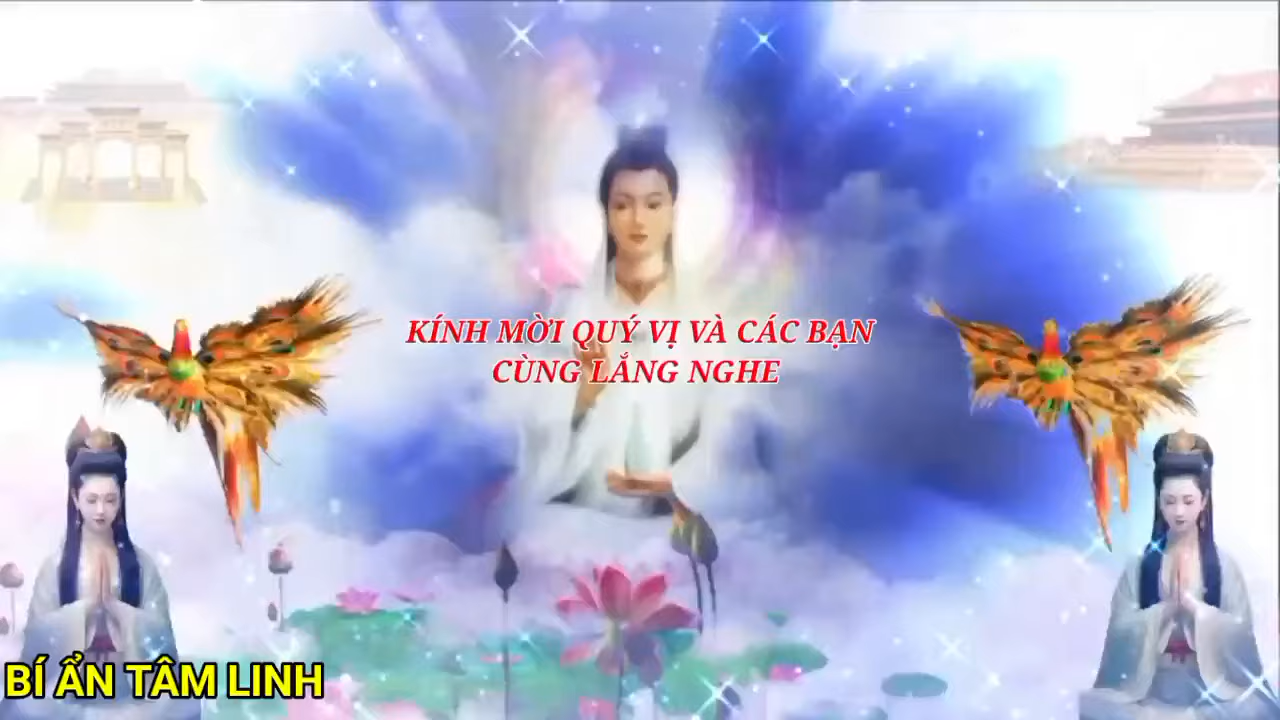 KÍNH MỜI QUÝ VỊ VÀ CÁC BẠN
CÙNG LẮNG NGHE
BÍ ẨN TÂM LINH